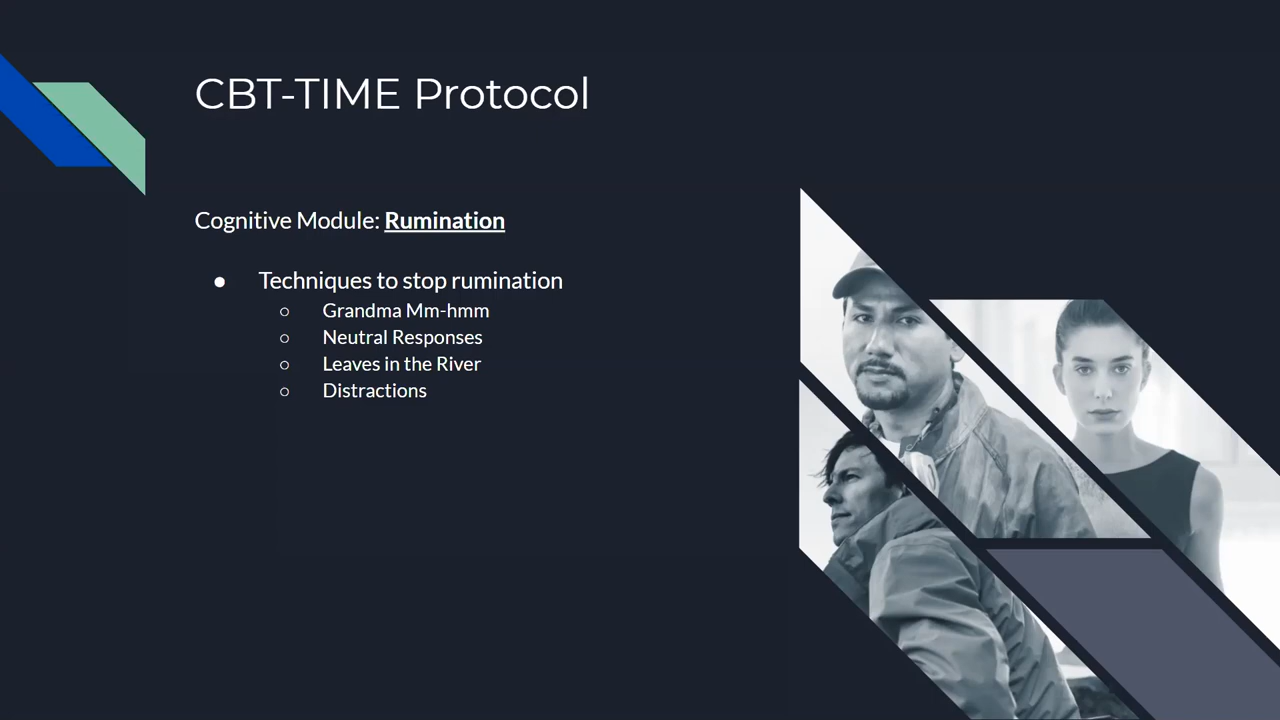 CBT-TIME Protocol
Cognitive Module: Rumination
● Techniques to stop rumination
○ Grandma Mm-hmm
○ Neutral Responses
○ Leaves in the River
○ Distractions